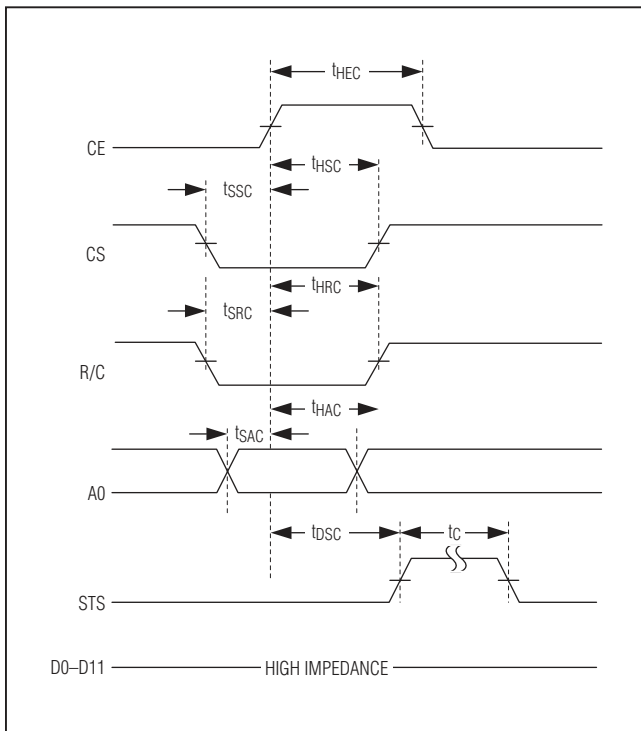 tHEC
CE
tHSC
tSSC
CS
tHRC
tSRC
R/C
tHAC
tSAC
A0
tDSC
tC
STS
D0–D11
HIGH IMPEDANCE